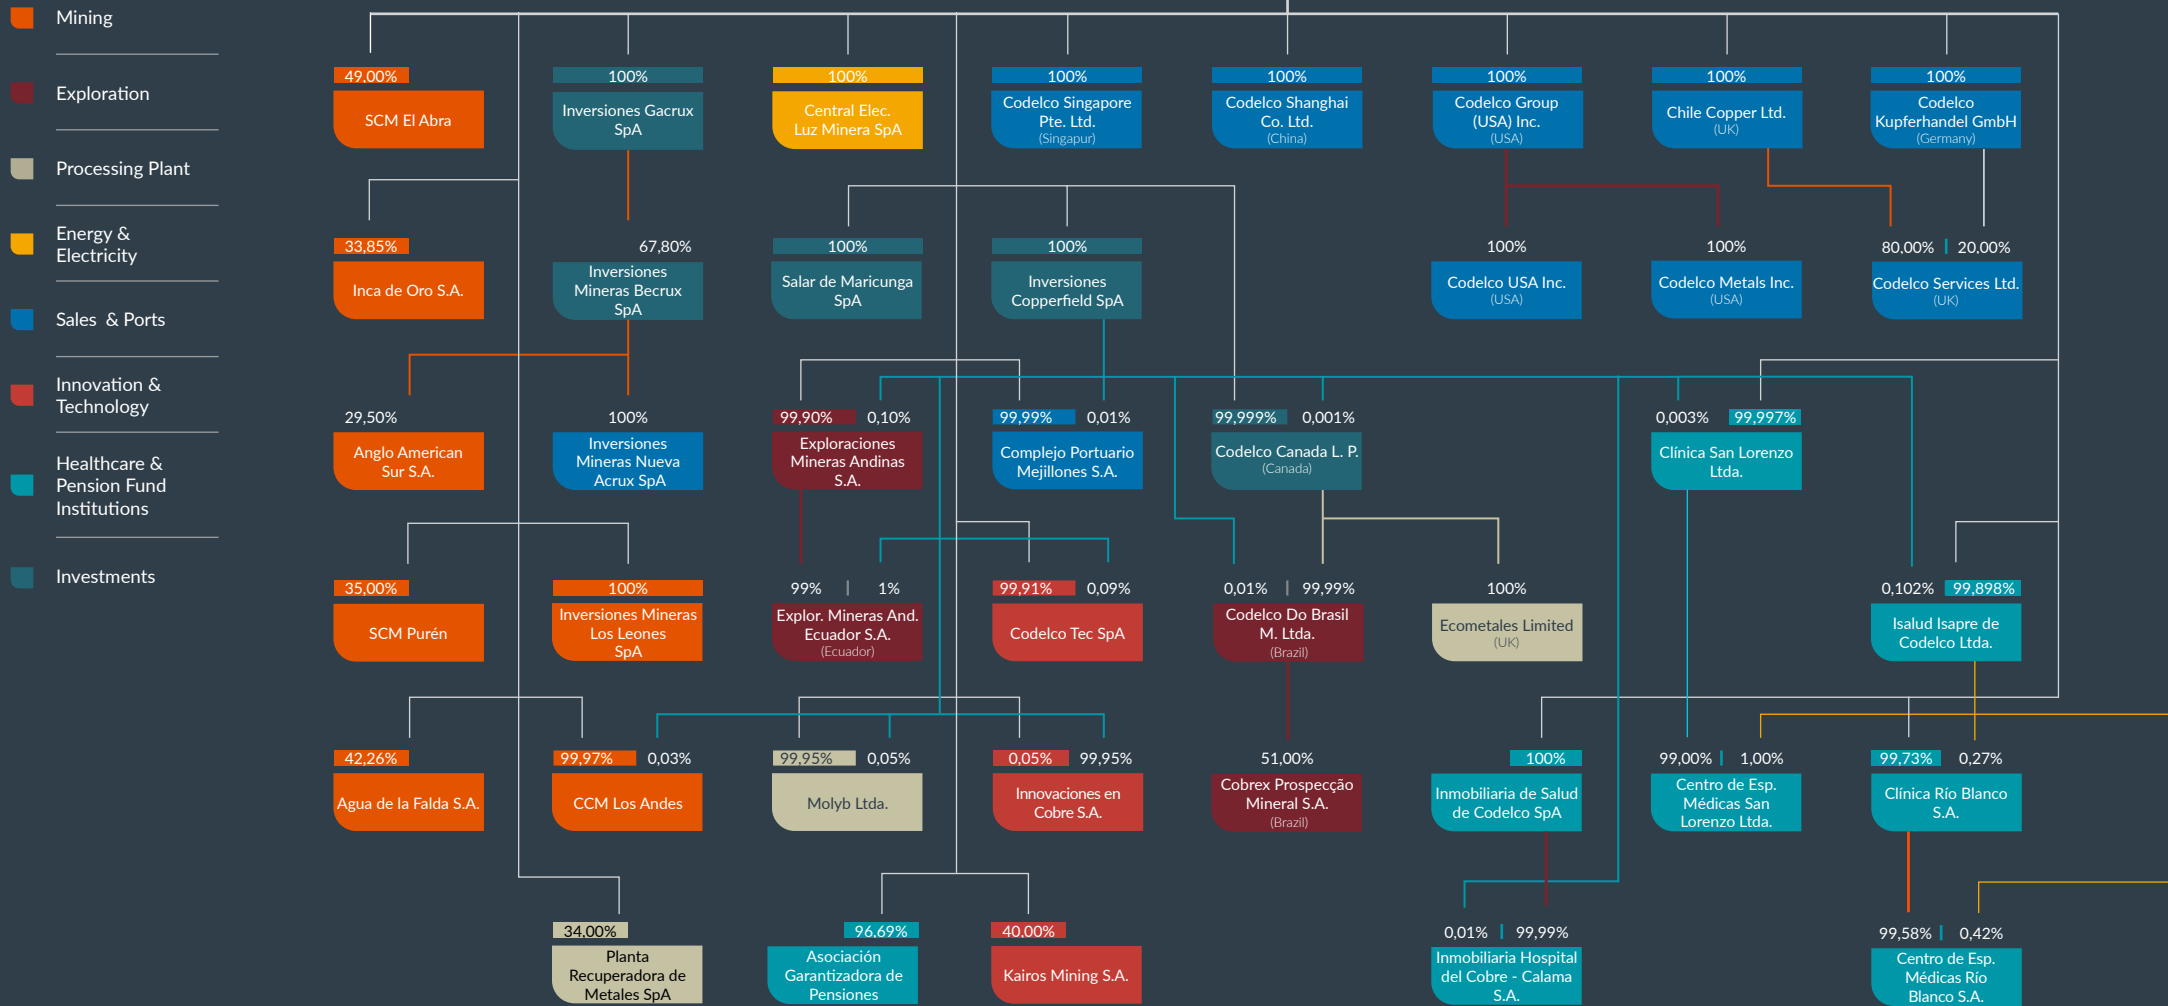 Mining
Exploration
Processing Plant
Energy &
Electricity
Sales & Ports
Innovation &
Technology
Healthcare &
Pension Fund
Institutions
Investments
49,00%
SCM El Abra
100%
Inversiones Gacrux
SpA
100%
Central Elec.
Luz Minera SpA
100%
Codelco Singapore
Pte. Ltd.
(Singapur)
100%
Codelco Shanghai
Co. Ltd.
(China)
100%
Codelco Group
(USA) Inc.
(USA)
100%
Chile Copper Ltd.
(UK)
100%
Codelco
Kupferhandel GmbH
(Germany)
33,85%
Inca de Oro S.A.
67,80%
Inversiones
Mineras Becrux
SpA
100%
Salar de Maricunga
SpA
100%
Inversiones
Copperfield SpA
100%
Codelco USA Inc.
(USA)
100%
Codelco Metals Inc.
(USA)
80,00% 20,00%
Codelco Services Ltd.
(UK)
29,50%
Anglo American
Sur S.A.
100%
Inversiones
Mineras Nueva
Acrux SpA
99,90% 0,10%
Exploraciones
Mineras Andinas
S.A.
99,99% 0,01%
Complejo Portuario
Mejillones S.A.
99,999% 0,001%
Codelco Canada L. P.
(Canada)
0,003% 99,997%
Clínica San Lorenzo
Ltda.
35,00%
SCM Purén
100%
Inversiones Mineras
Los Leones
SpA
99% 1%
Explor. Mineras And.
Ecuador S.A.
(Ecuador)
99,91% 0,09%
Codelco Tec SpA
0,01% 99,99%
Codelco Do Brasil
M. Ltda.
(Brazil)
100%
Ecometales Limited
(UK)
0,102% 99,898%
Isalud Isapre de
Codelco Ltda.
42,26%
Agua de la Falda S.A.
99,97% 0,03%
CCM Los Andes
99,95% 0,05%
Molyb Ltda.
0,05% 99,95%
Innovaciones en
Cobre S.A.
51,00%
Cobrex Prospecção
Mineral S.A.
(Brazil)
100%
Inmobiliaria de Salud
de Codelco SpA
99,00% 1,00%
Centro de Esp.
Médicas San
Lorenzo Ltda.
99,73% 0,27%
Clínica Río Blanco
S.A.
34,00%
Planta
Recuperadora de
Metales SpA
96,69%
Asociación
Garantizadora de
Pensiones
40,00%
Kairos Mining S.A.
0,01% 99,99%
Inmobiliaria Hospital
del Cobre - Calama
S.A.
99,58% 0,42%
Centro de Esp.
Médicas Río
Blanco S.A.